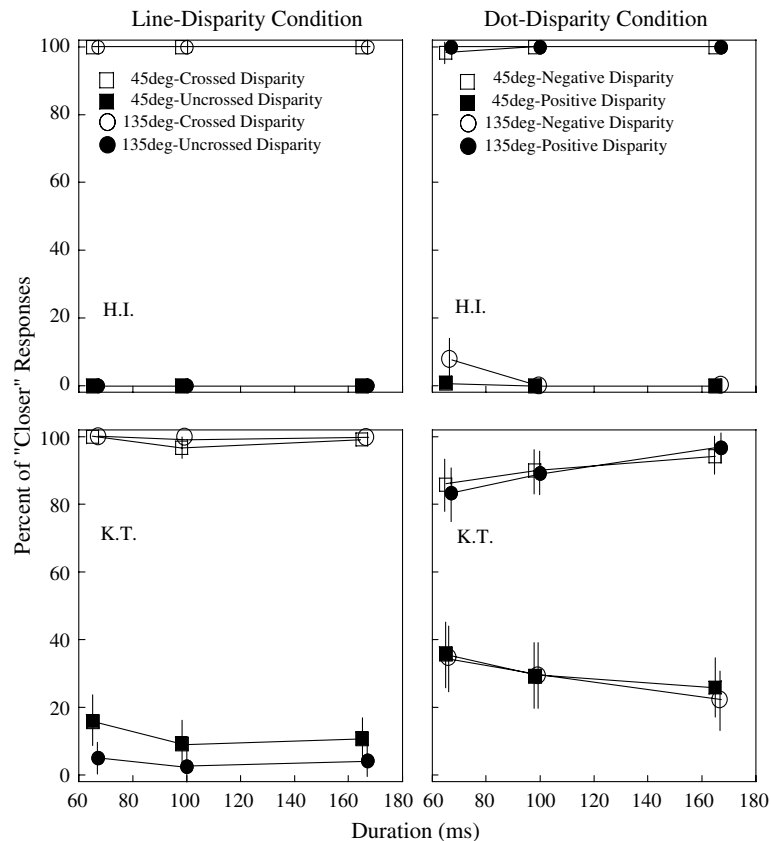 Line-Disparity Condition
Dot-Disparity Condition
100
80
60
40
20
0
45deg-Crossed Disparity
45deg-Uncrossed Disparity
135deg-Crossed Disparity
135deg-Uncrossed Disparity
H.I.
45deg-Negative Disparity
45deg-Positive Disparity
135deg-Negative Disparity
135deg-Positive Disparity
H.I.
Percent of "Closer" Responses
100
80
60
40
20
0
K.T.
K.T.
60 80 100 120 140 160 180
60 80 100 120 140 160 180
Duration (ms)